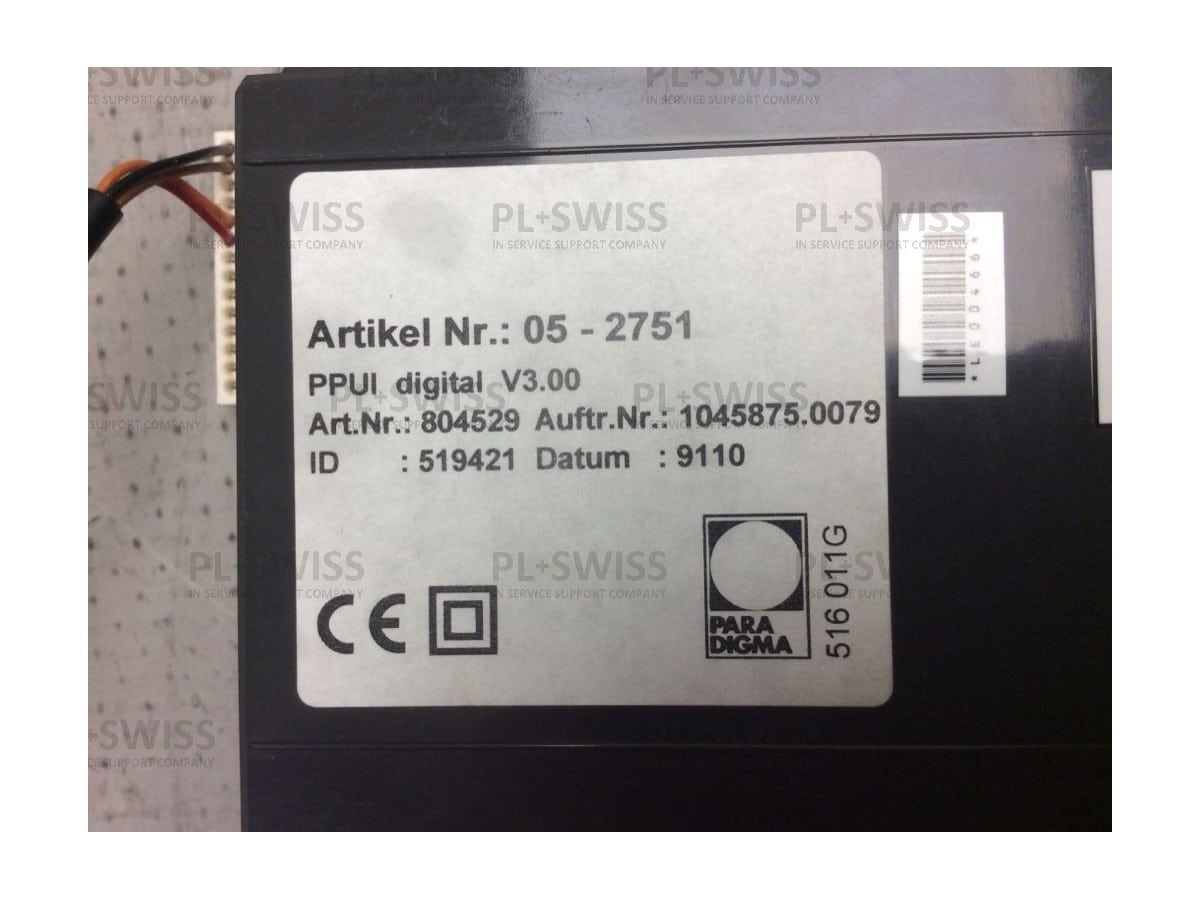 PL+SWISS
IN SERVICE SUPPORT COMPANY
Artikel Nr.: 05 - 2751
PPUI digital V3.00
Art.Nr.: 804529 Auftr.Nr.: 1045875.0079
ID : 519421 Datum : 9110
CE
PARA
DIGMA
516 011G
*LE000466*